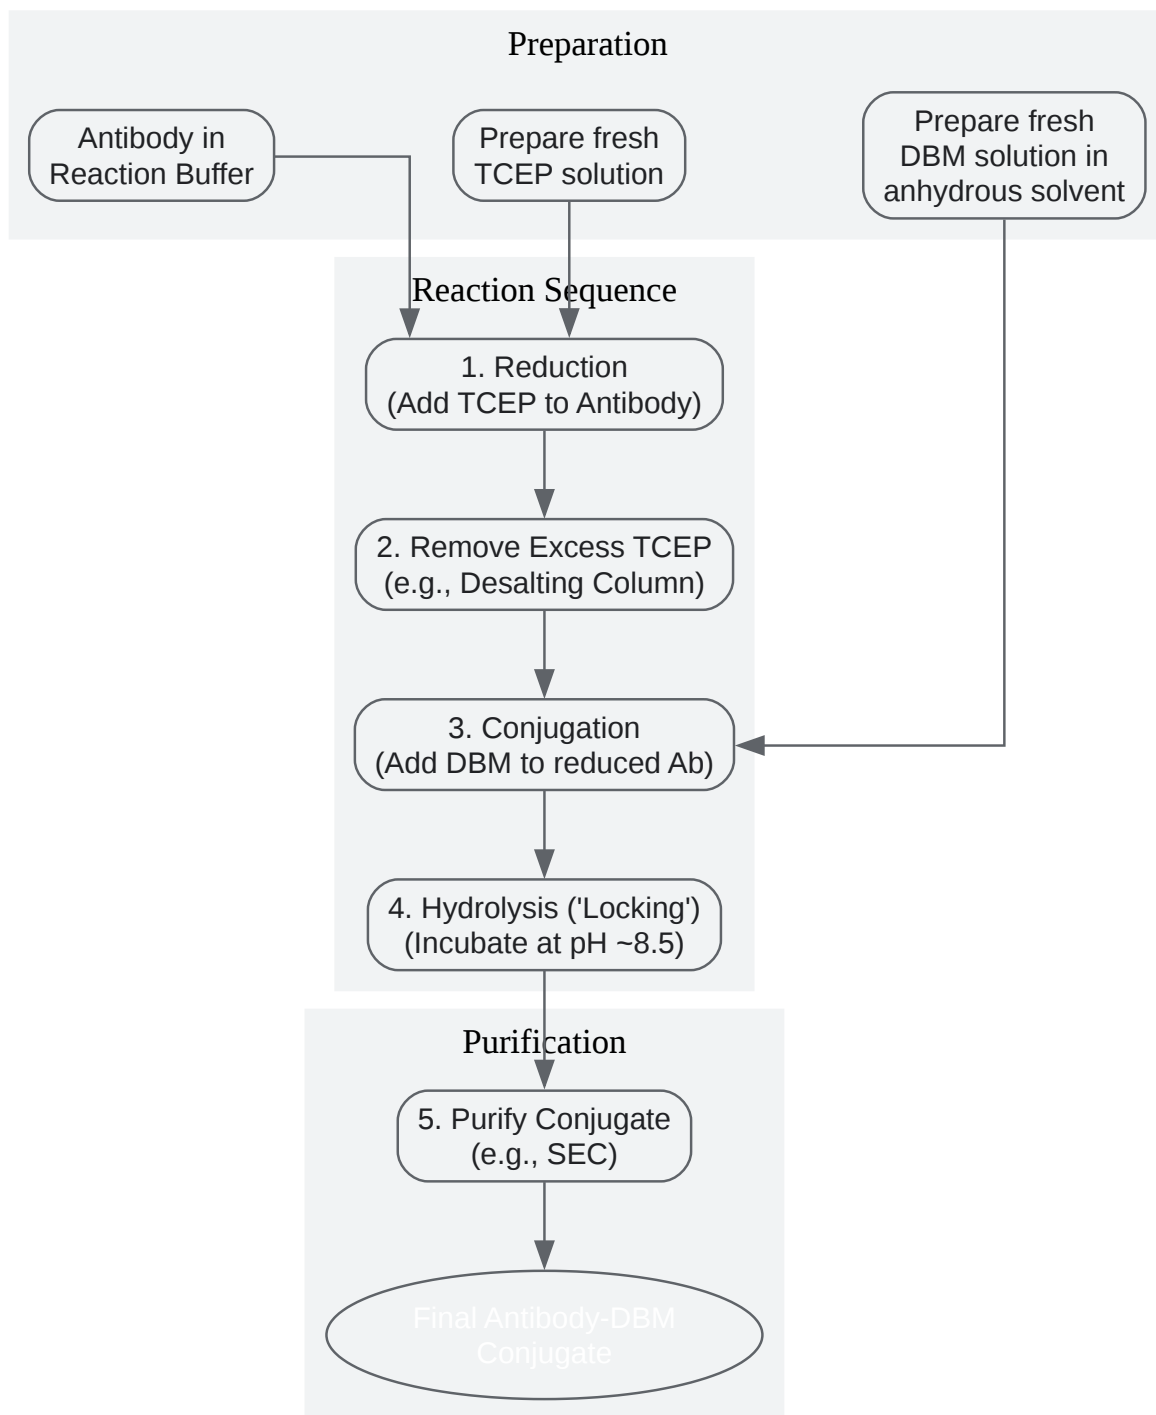 Preparation
Antibody in
Reaction Buffer
Prepare fresh
TCEP solution
Prepare fresh
DBM solution in
anhydrous solvent
Reaction Sequence
1. Reduction
(Add TCEP to Antibody)
2. Remove Excess TCEP
(e.g., Desalting Column)
3. Conjugation
(Add DBM to reduced Ab)
4. Hydrolysis ('Locking')
(Incubate at pH ~8.5)
Purification
5. Purify Conjugate
(e.g., SEC)
Final Antibody-DBM
Conjugate